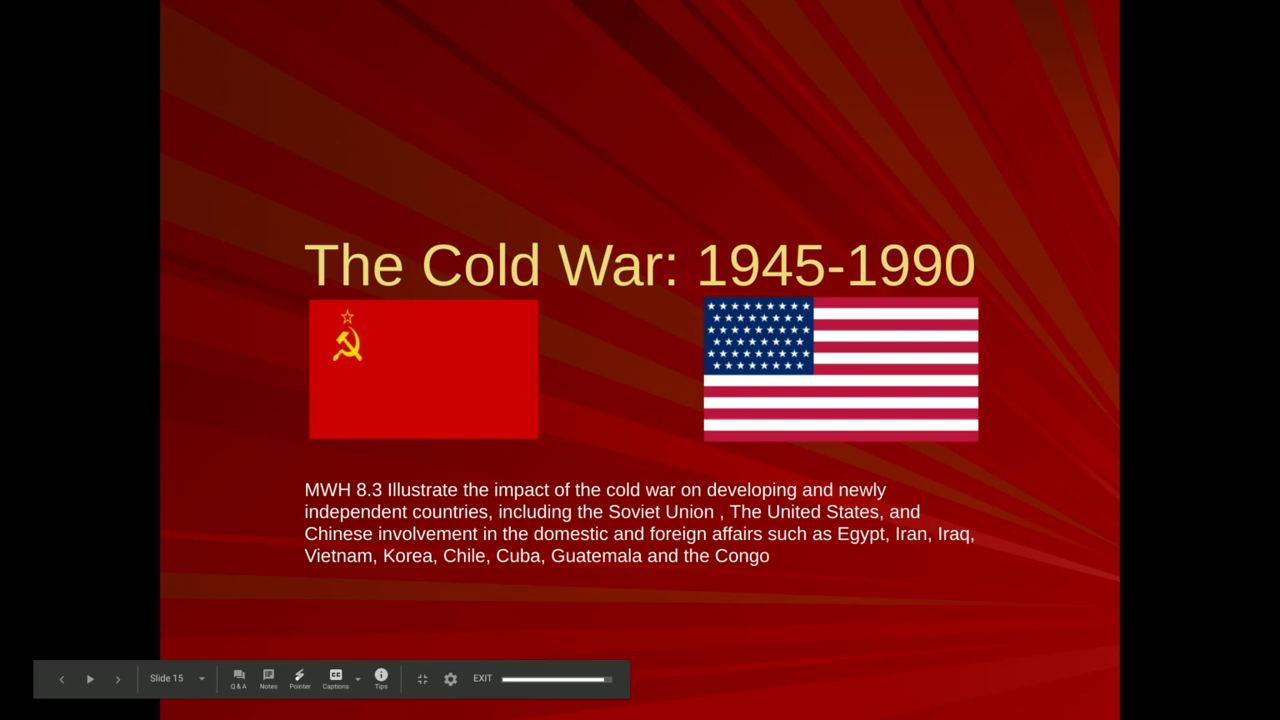 The Cold War: 1945-1990
MWH 8.3 Illustrate the impact of the cold war on developing and newly
independent countries, including the Soviet Union , The United States, and
Chinese involvement in the domestic and foreign affairs such as Egypt, Iran, Iraq,
Vietnam, Korea, Chile, Cuba, Guatemala and the Congo
Slide 15
Q & A
Notes
Pointer
CC
Captions
Tips
EXIT